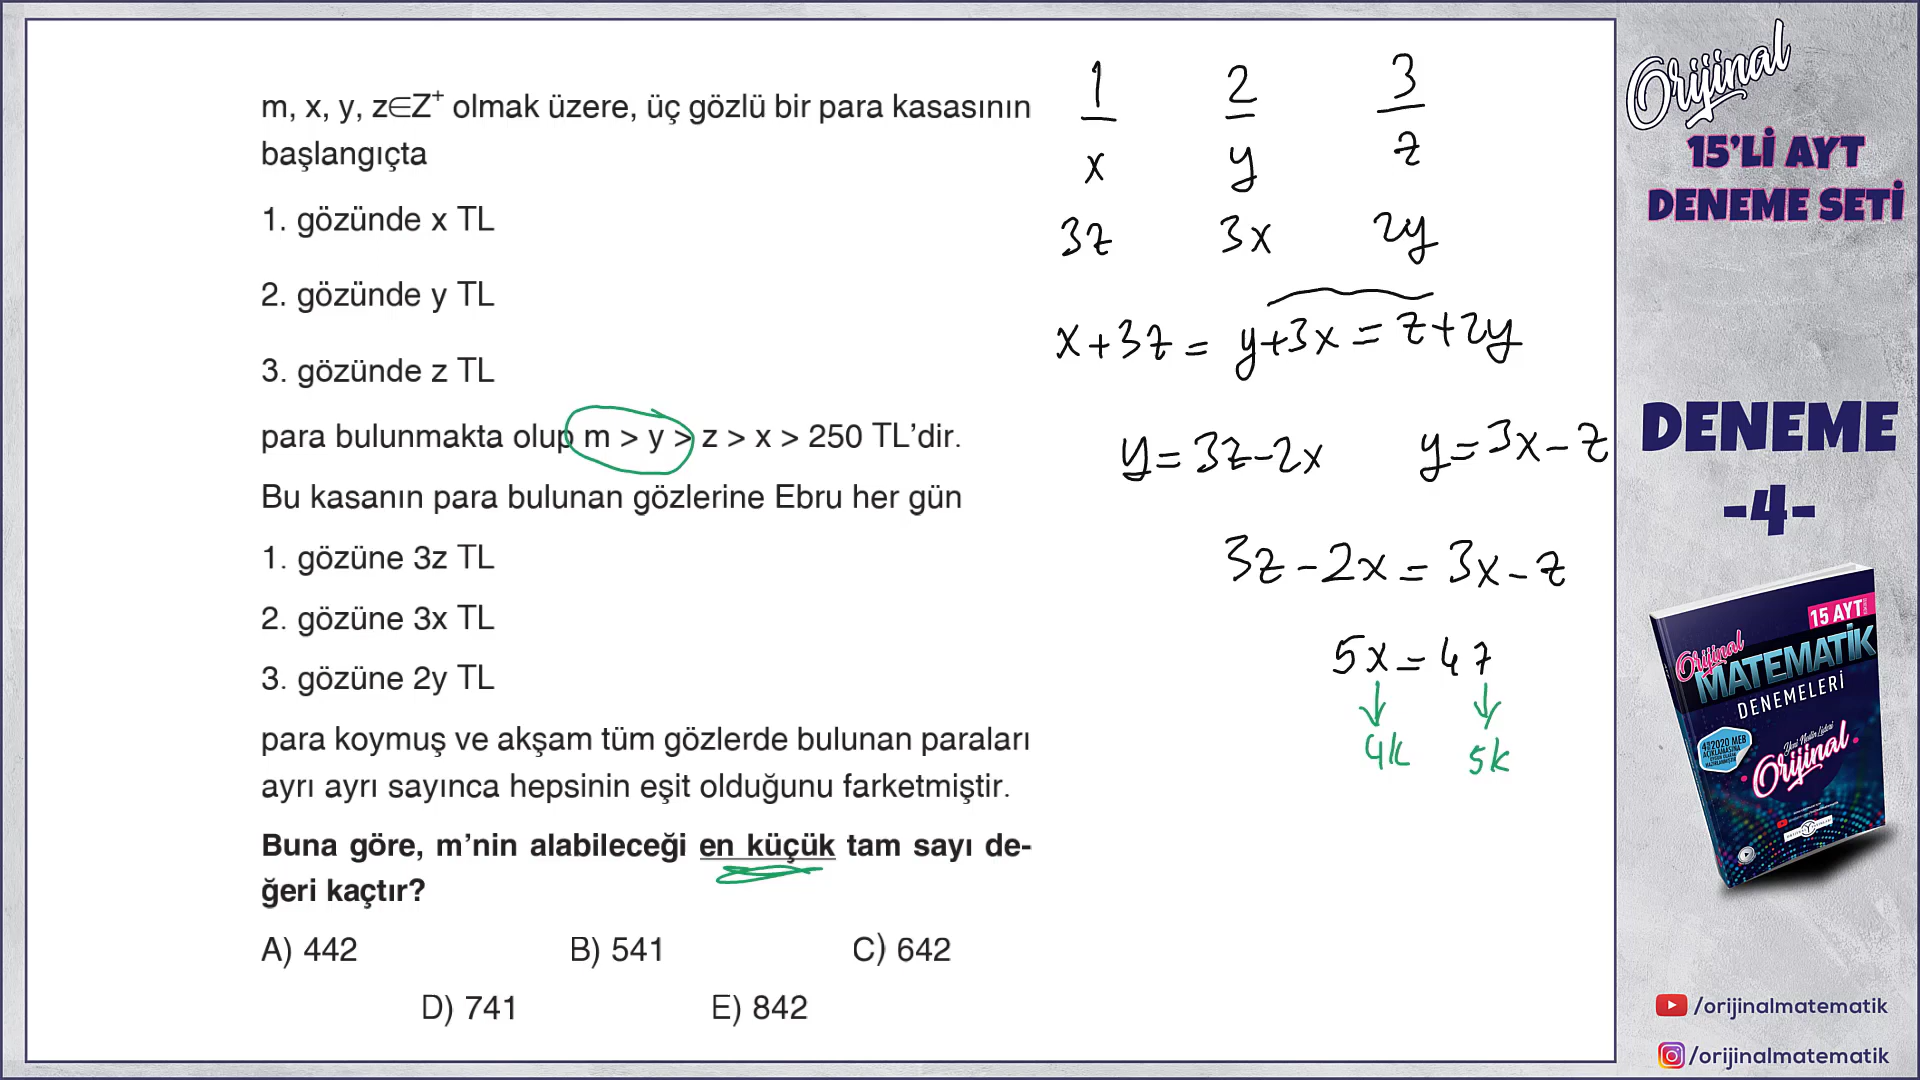 m, x, y, z∈Z⁺ olmak üzere, üç gözlü bir para kasasının
başlangıçta
1. gözünde x TL
2. gözünde y TL
3. gözünde z TL
para bulunmakta olup m > y > z > x > 250 TL'dir.
Bu kasanın para bulunan gözlerine Ebru her gün
1. gözüne 3z TL
2. gözüne 3x TL
3. gözüne 2y TL
para koymuş ve akşam tüm gözlerde bulunan paraları
ayrı ayrı sayınca hepsinin eşit olduğunu farketmiştir.
Buna göre, m'nin alabileceği en küçük tam sayı de-
ğeri kaçtır?
A) 442 B) 541 C) 642
D) 741 E) 842
1 2 3
x y z
3z 3x 2y
x+3z = y+3x = z+2y
y=3z-2x y=3x-z
3z-2x=3x-z
5x=4z
4k 5k
Orijinal
15'Lİ AYT
DENEME SETİ
DENEME
-4-
15 AYT
Orijinal
MATEMATİK
DENEMELERİ
Orijinal
/orijinalmatematik
/orijinalmatematik